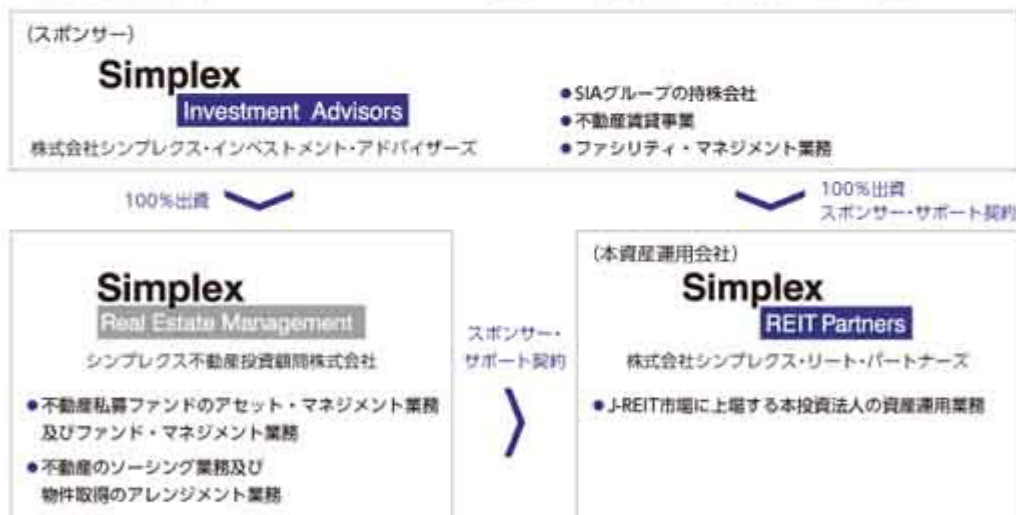 (スポンサー)
Simplex
Investment Advisors
株式会社シンプレクス・インベストメント・アドバイザーズ
●SIAグループの持株会社
●不動産賃貸事業
●ファシリティ・マネジメント業務
100%出資
100%出資
スポンサー・サポート契約
Simplex
Real Estate Management
シンプレクス不動産投資顧問株式会社
●不動産私募ファンドのアセット・マネジメント業務
及びファンド・マネジメント業務
●不動産のソーシング業務及び
物件取得のアレンジメント業務
スポンサー・
サポート契約
(本資産運用会社)
Simplex
REIT Partners
株式会社シンプレクス・リート・パートナーズ
●J-REIT市場に上場する本投資法人の資産運用業務